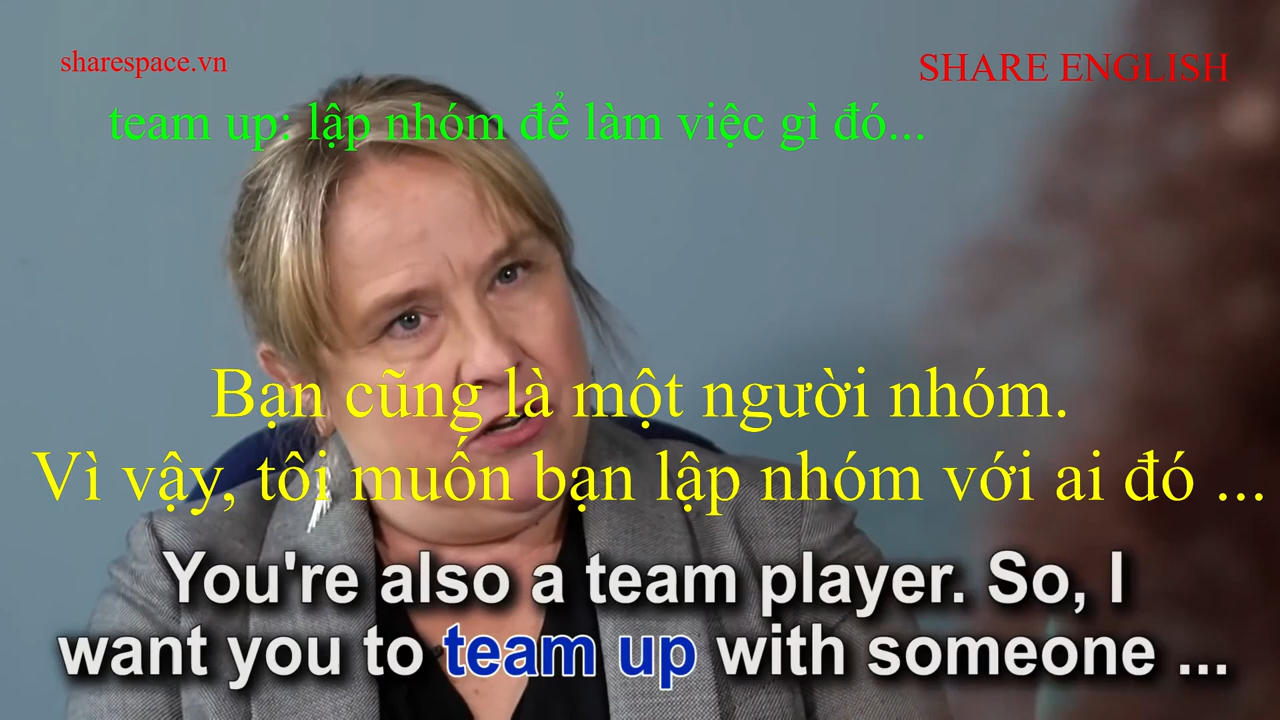 sharespace.vn
SHARE ENGLISH
team up: lập nhóm để làm việc gì đó...
Bạn cũng là một người nhóm.
Vì vậy, tôi muốn bạn lập nhóm với ai đó ...
You're also a team player. So, I
want you to team up with someone ...